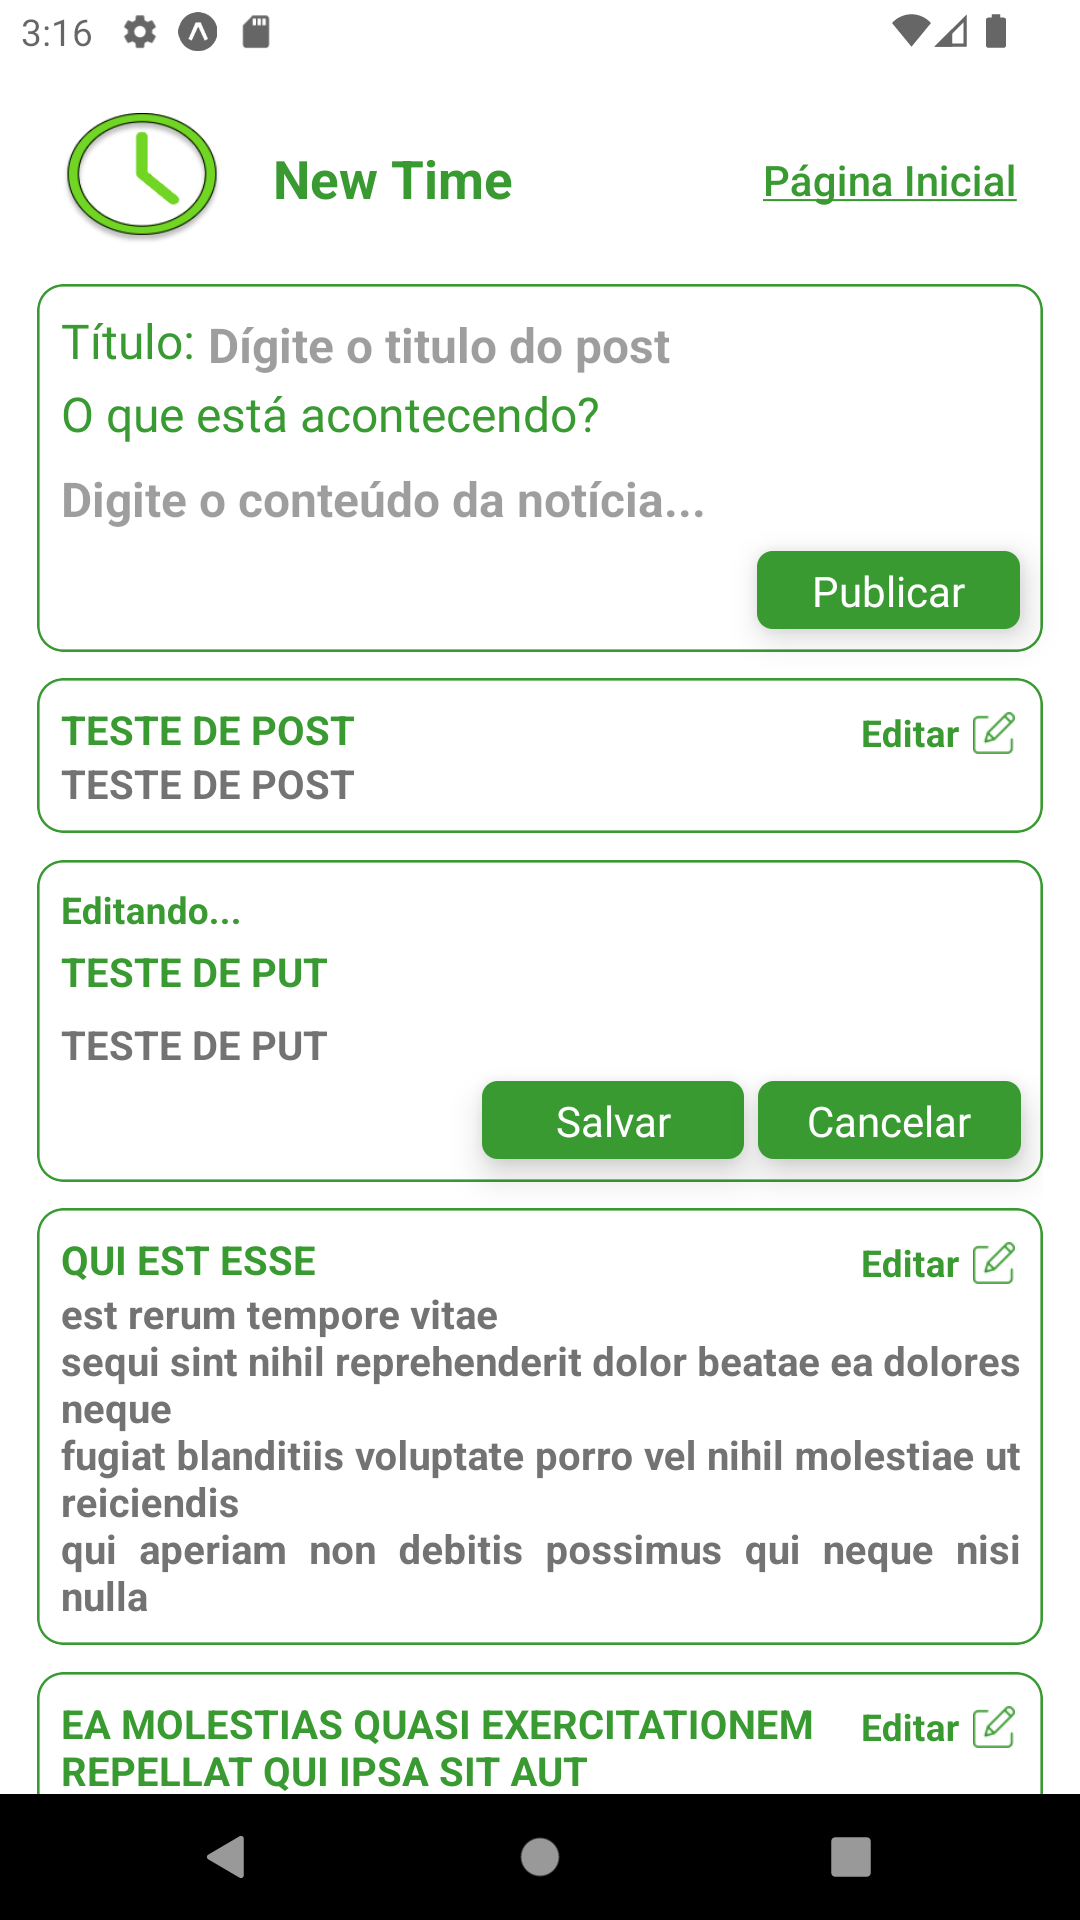 3:16
New Time
Página Inicial
Título: Dígite o titulo do post
O que está acontecendo?
Digite o conteúdo da notícia...
Publicar
TESTE DE POST
Editar
TESTE DE POST
Editando...
TESTE DE PUT
TESTE DE PUT
Salvar
Cancelar
QUI EST ESSE
Editar
est rerum tempore vitae
sequi sint nihil reprehenderit dolor beatae ea dolores
neque
fugiat blanditiis voluptate porro vel nihil molestiae ut
reiciendis
qui aperiam non debitis possimus qui neque nisi
nulla
EA MOLESTIAS QUASI EXERCITATIONEM
Editar
REPELLAT QUI IPSA SIT AUT